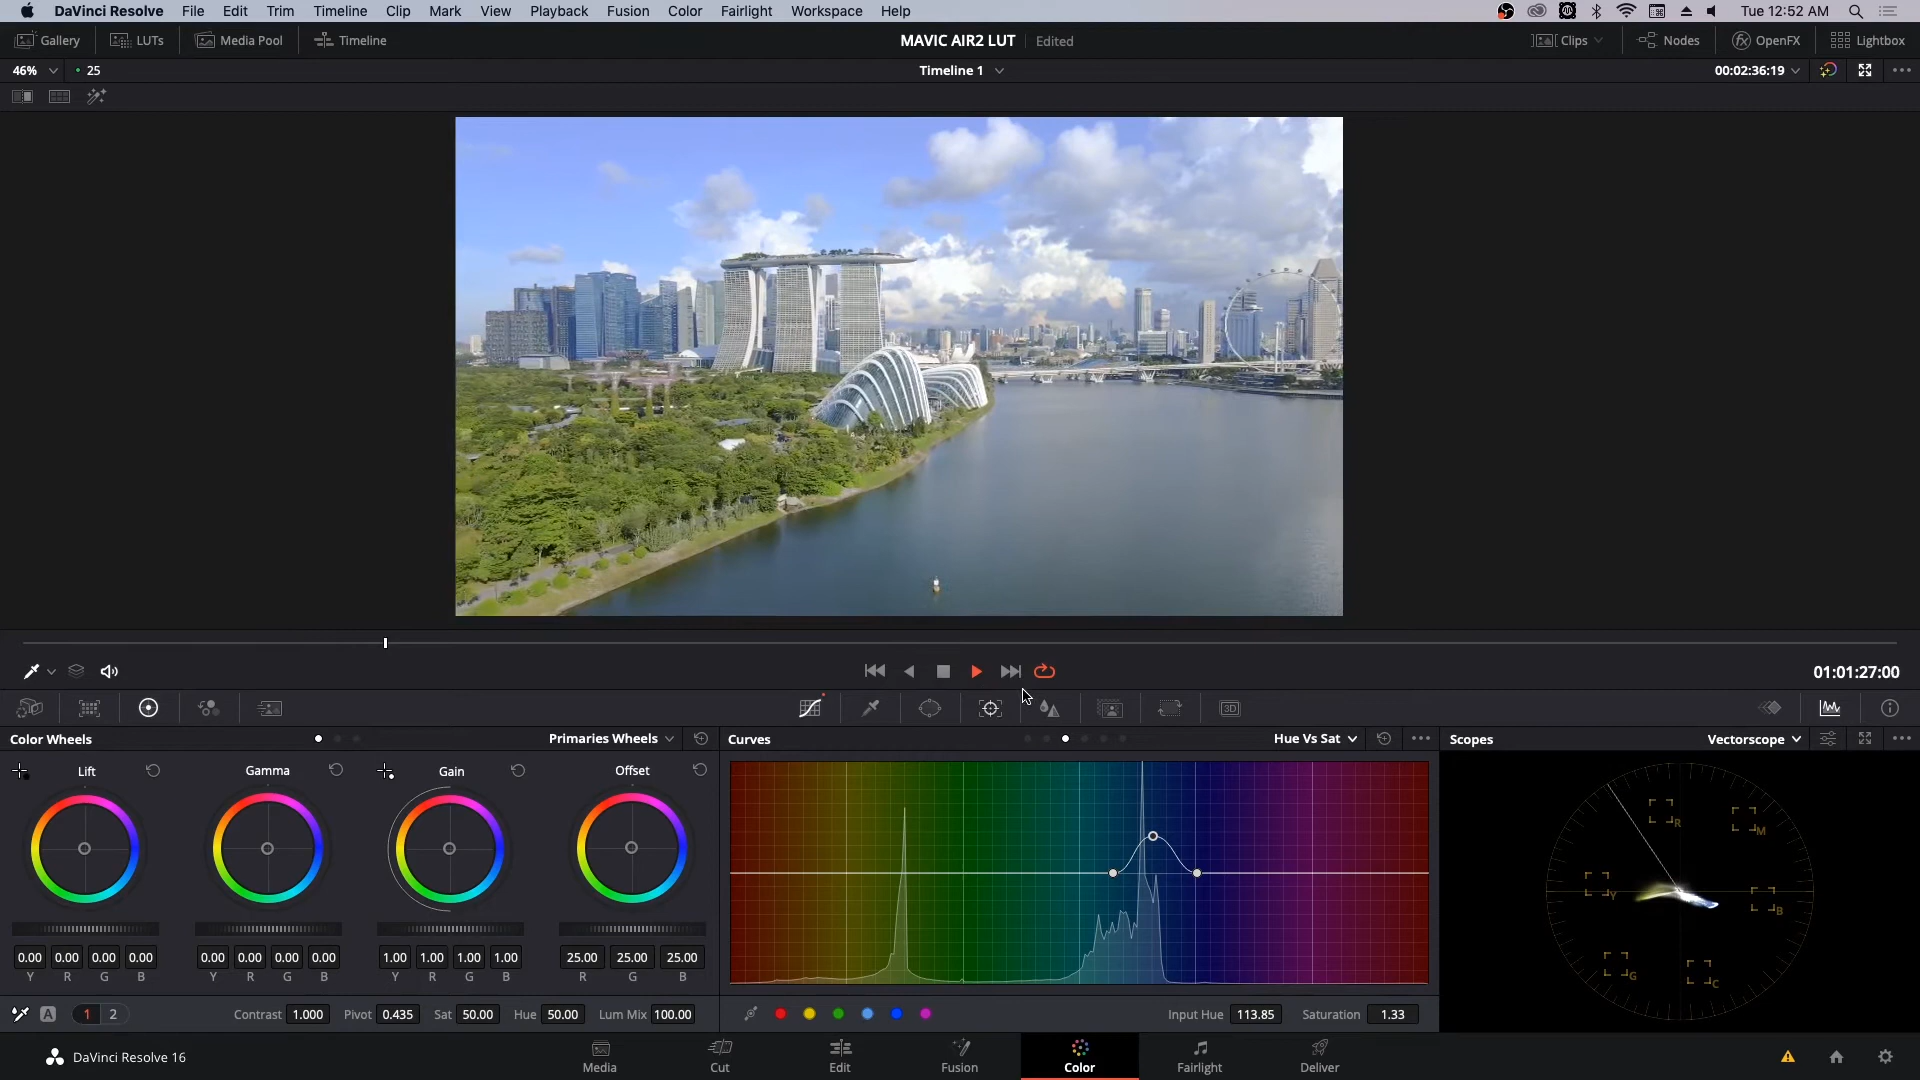 DaVinci Resolve File Edit Trim Timeline Clip Mark View Playback Fusion Color Fairlight Workspace Help Tue 12:52 AM
Gallery LUTs Media Pool Timeline MAVIC AIR2 LUT Edited Clips Nodes OpenFX Lightbox
46% 25 Timeline 1 00:02:36:19
01:01:27:00
3D
Color Wheels Primaries Wheels Curves Hue Vs Sat Scopes Vectorscope
Lift Gamma Gain Offset
R M
Y B
G C
0.00 0.00 0.00 0.00 0.00 0.00 0.00 0.00 1.00 1.00 1.00 1.00 25.00 25.00 25.00
Y R G B Y R G B Y R G B R G B
A 1 2 Contrast 1.000 Pivot 0.435 Sat 50.00 Hue 50.00 Lum Mix 100.00 Input Hue 113.85 Saturation 1.33
DaVinci Resolve 16 Media Cut Edit Fusion Color Fairlight Deliver